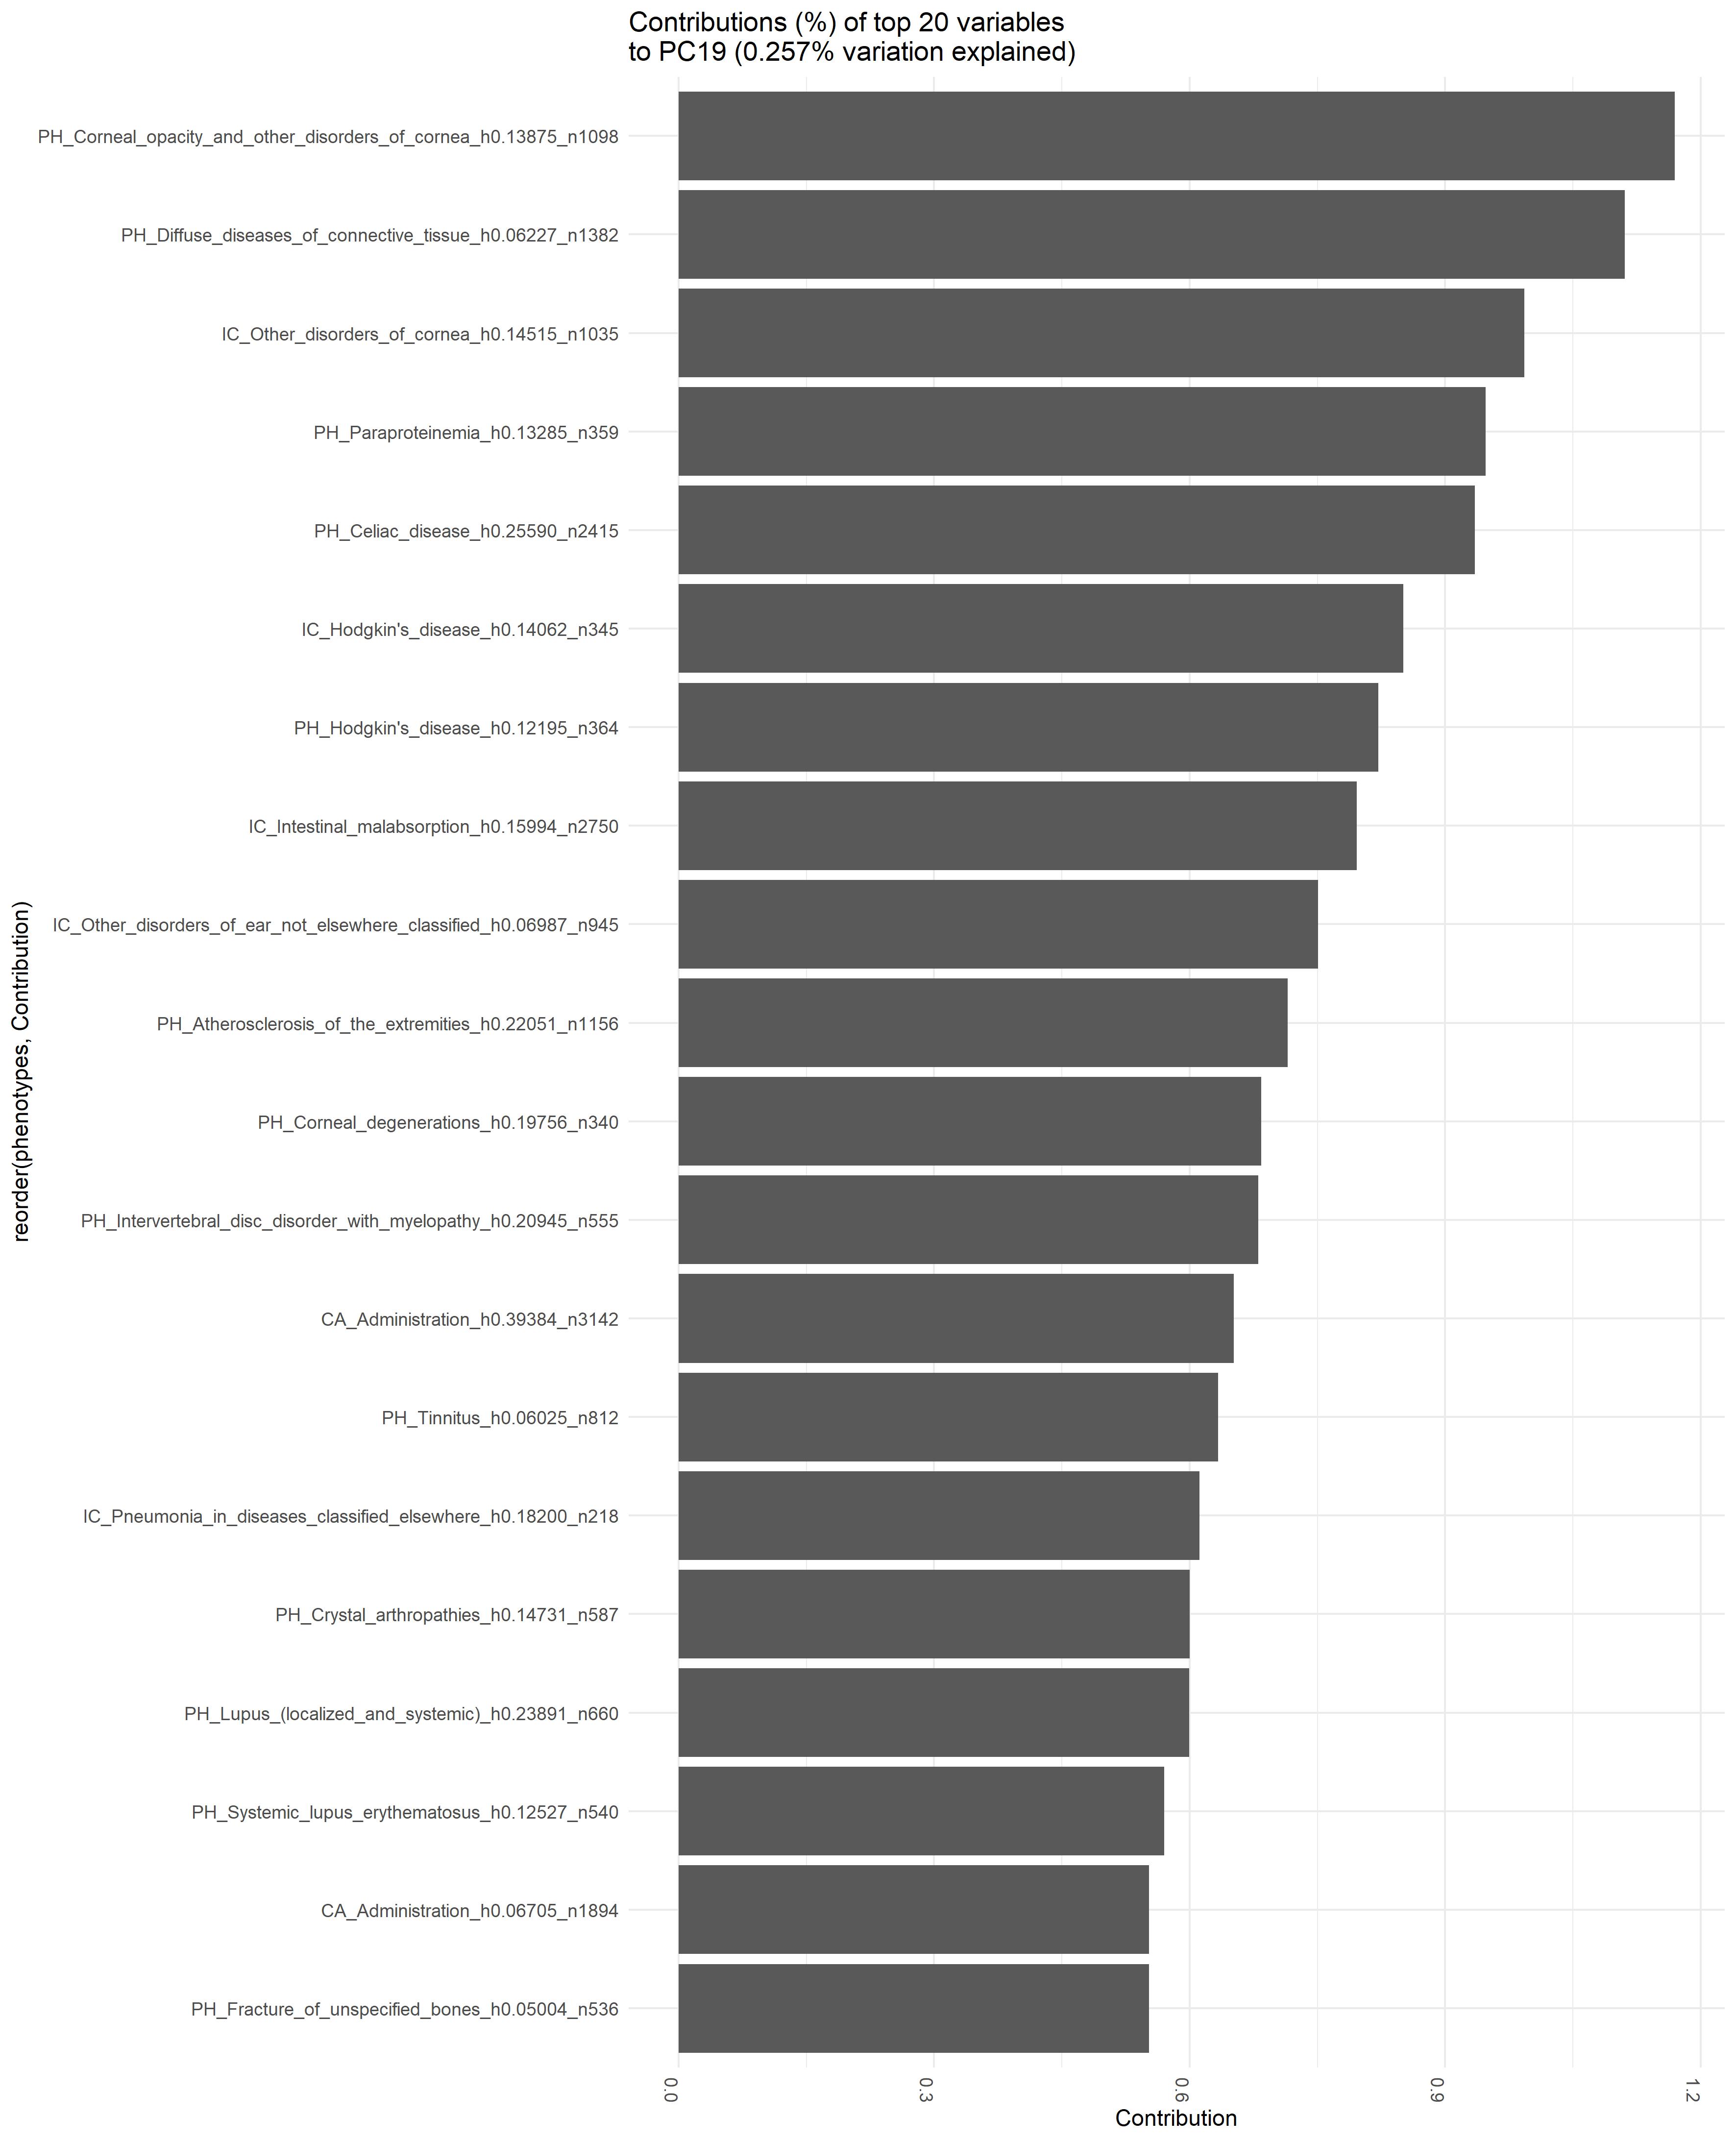 Contributions (%) of top 20 variables
to PC19 (0.257% variation explained)
PH_Corneal_opacity_and_other_disorders_of_cornea_h0.13875_n1098
PH_Diffuse_diseases_of_connective_tissue_h0.06227_n1382
IC_Other_disorders_of_cornea_h0.14515_n1035
PH_Paraproteinemia_h0.13285_n359
PH_Celiac_disease_h0.25590_n2415
IC_Hodgkin's_disease_h0.14062_n345
PH_Hodgkin's_disease_h0.12195_n364
IC_Intestinal_malabsorption_h0.15994_n2750
IC_Other_disorders_of_ear_not_elsewhere_classified_h0.06987_n945
PH_Atherosclerosis_of_the_extremities_h0.22051_n1156
PH_Corneal_degenerations_h0.19756_n340
PH_Intervertebral_disc_disorder_with_myelopathy_h0.20945_n555
CA_Administration_h0.39384_n3142
PH_Tinnitus_h0.06025_n812
IC_Pneumonia_in_diseases_classified_elsewhere_h0.18200_n218
PH_Crystal_arthropathies_h0.14731_n587
PH_Lupus_(localized_and_systemic)_h0.23891_n660
PH_Systemic_lupus_erythematosus_h0.12527_n540
CA_Administration_h0.06705_n1894
PH_Fracture_of_unspecified_bones_h0.05004_n536
reorder(phenotypes, Contribution)
0.0
0.3
0.6
0.9
1.2
Contribution